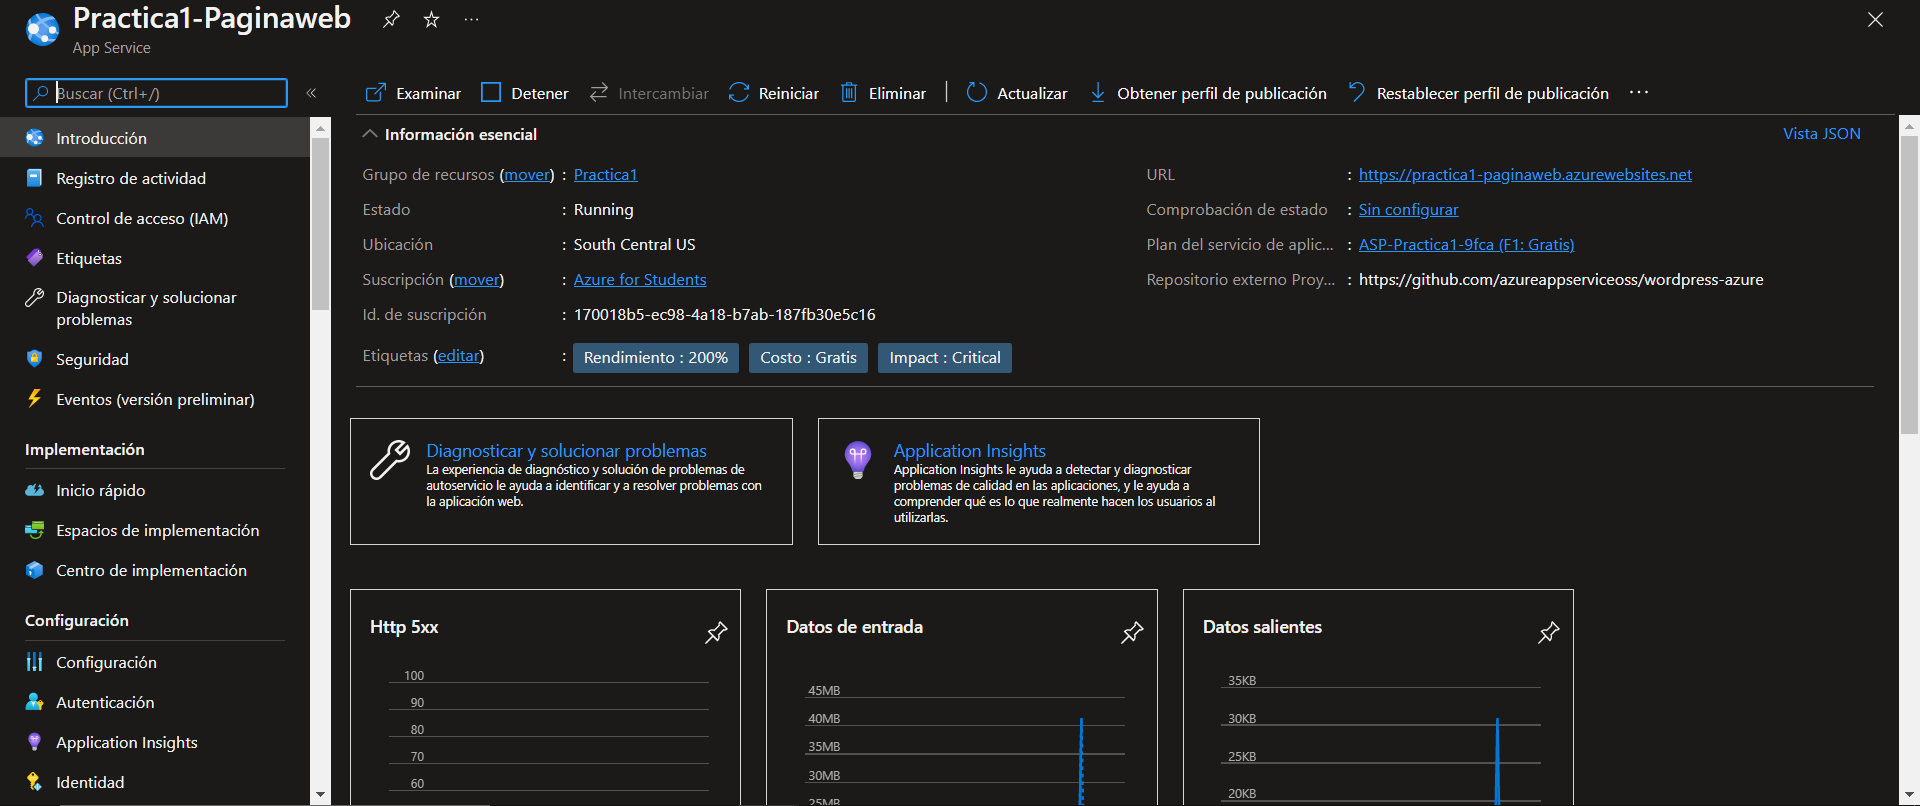 Practica1-Paginaweb
App Service
Buscar (Ctrl+/)
«
Introducción
Registro de actividad
Control de acceso (IAM)
Etiquetas
Diagnosticar y solucionar
problemas
Seguridad
Eventos (versión preliminar)
Implementación
Inicio rápido
Espacios de implementación
Centro de implementación
Configuración
Configuración
Autenticación
Application Insights
Identidad
Examinar Detener Intercambiar Reiniciar Eliminar Actualizar Obtener perfil de publicación Restablecer perfil de publicación ...
Información esencial
Vista JSON
Grupo de recursos (mover) : Practica1
Estado : Running
Ubicación : South Central US
Suscripción (mover) : Azure for Students
Id. de suscripción : 170018b5-ec98-4a18-b7ab-187fb30e5c16
Etiquetas (editar) : Rendimiento : 200% Costo : Gratis Impact : Critical
URL : https://practica1-paginaweb.azurewebsites.net
Comprobación de estado : Sin configurar
Plan del servicio de aplic... : ASP-Practica1-9fca (F1: Gratis)
Repositorio externo Proy... : https://github.com/azureappserviceoss/wordpress-azure
Diagnosticar y solucionar problemas
La experiencia de diagnóstico y solución de problemas de
autoservicio le ayuda a identificar y a resolver problemas con
la aplicación web.
Application Insights
Application Insights le ayuda a detectar y diagnosticar
problemas de calidad en las aplicaciones, y le ayuda a
comprender qué es lo que realmente hacen los usuarios al
utilizarlas.
Http 5xx
100
90
80
70
60
Datos de entrada
45MB
40MB
35MB
30MB
25MB
Datos salientes
35KB
30KB
25KB
20KB